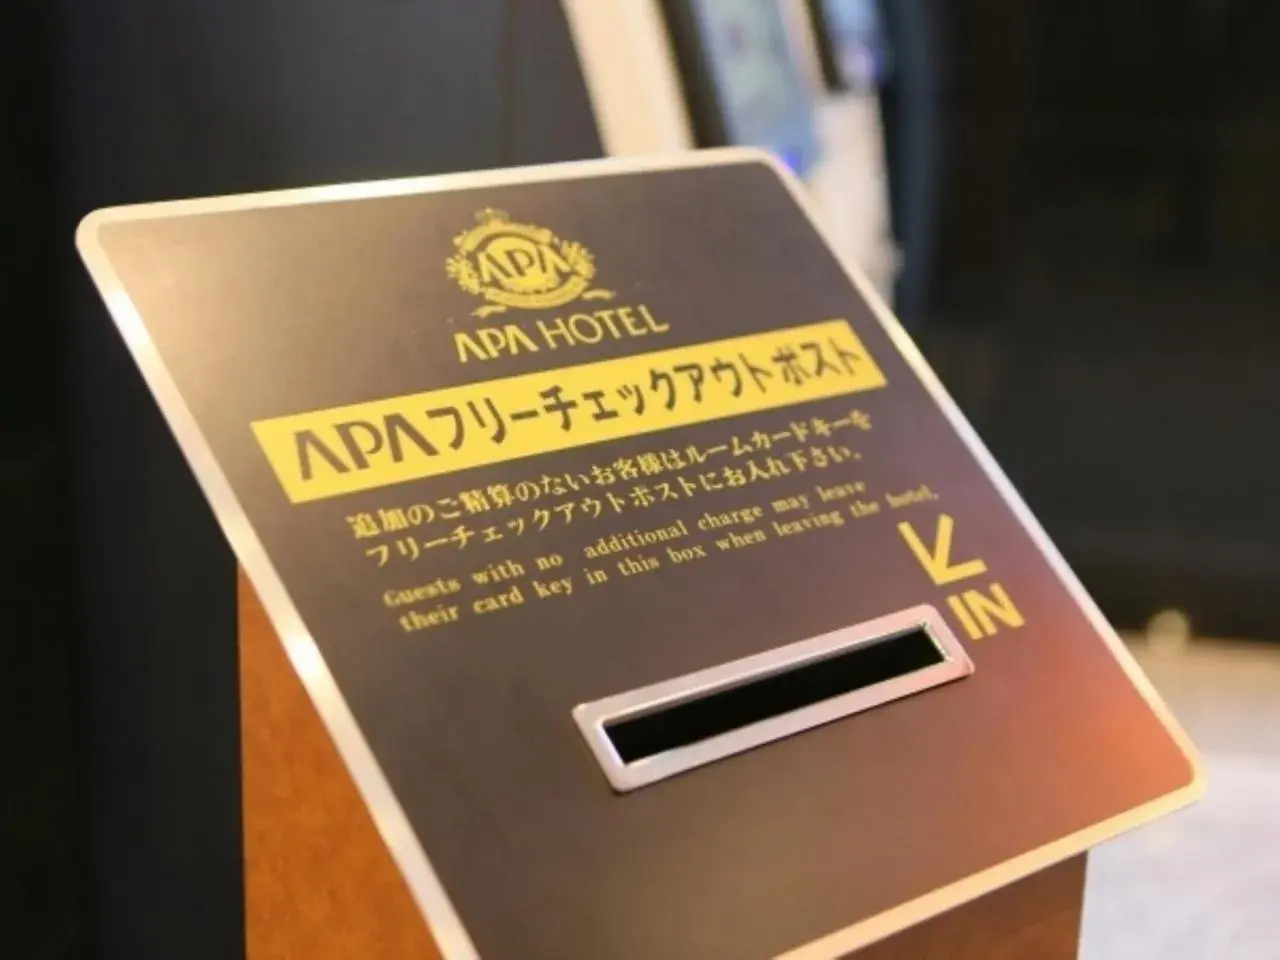 APA
APA HOTEL
APAフリーチェックアウトポスト
追加のご精算のないお客様はルームカードキーを
フリーチェックアウトポストにお入れ下さい。
Guests with no additional charge may leave
their card key in this box when leaving the hotel.
IN